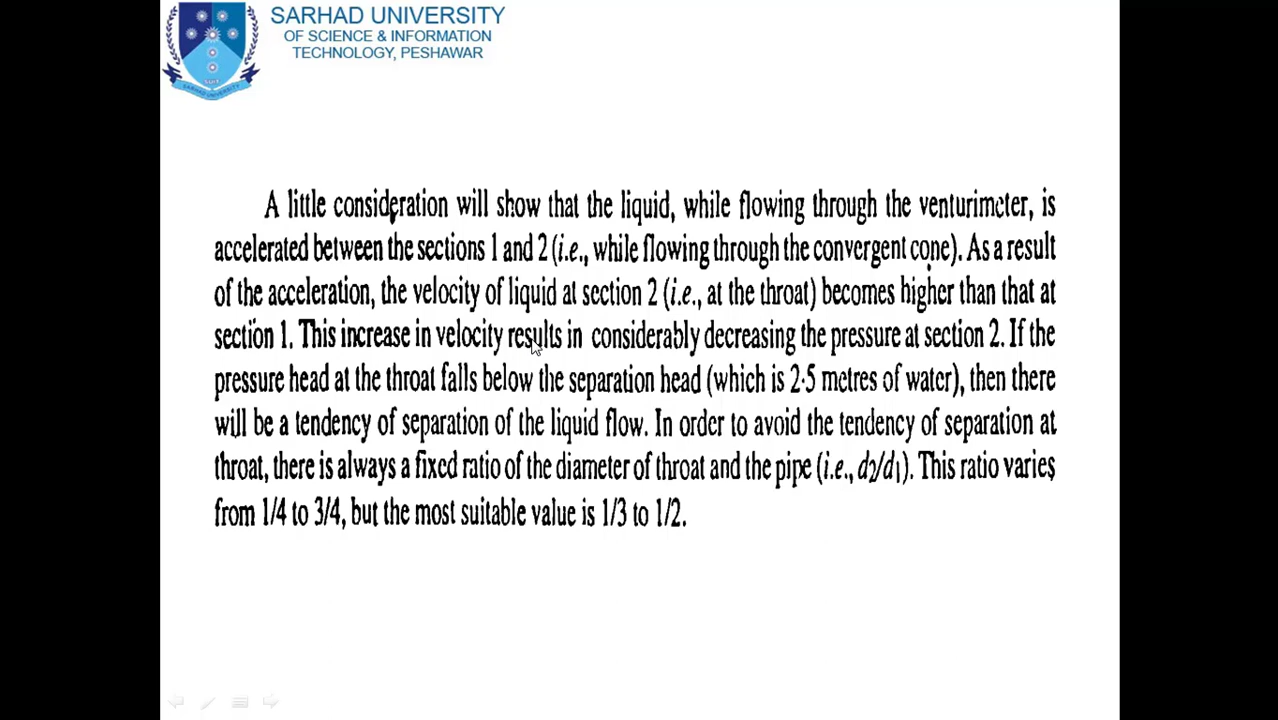 SARHAD UNIVERSITY
OF SCIENCE & INFORMATION
TECHNOLOGY, PESHAWAR
SUIT
SARHAD UNIVERSITY
A little consideration will show that the liquid, while flowing through the venturimeter, is
accelerated between the sections 1 and 2 (i.e., while flowing through the convergent cone). As a result
of the acceleration, the velocity of liquid at section 2 (i.e., at the throat) becomes higher than that at
section 1. This increase in velocity results in considerably decreasing the pressure at section 2. If the
pressure head at the throat falls below the separation head (which is 2·5 metres of water), then there
will be a tendency of separation of the liquid flow. In order to avoid the tendency of separation at
throat, there is always a fixed ratio of the diameter of throat and the pipe (i.e., d2/d1). This ratio varies
from 1/4 to 3/4, but the most suitable value is 1/3 to 1/2.